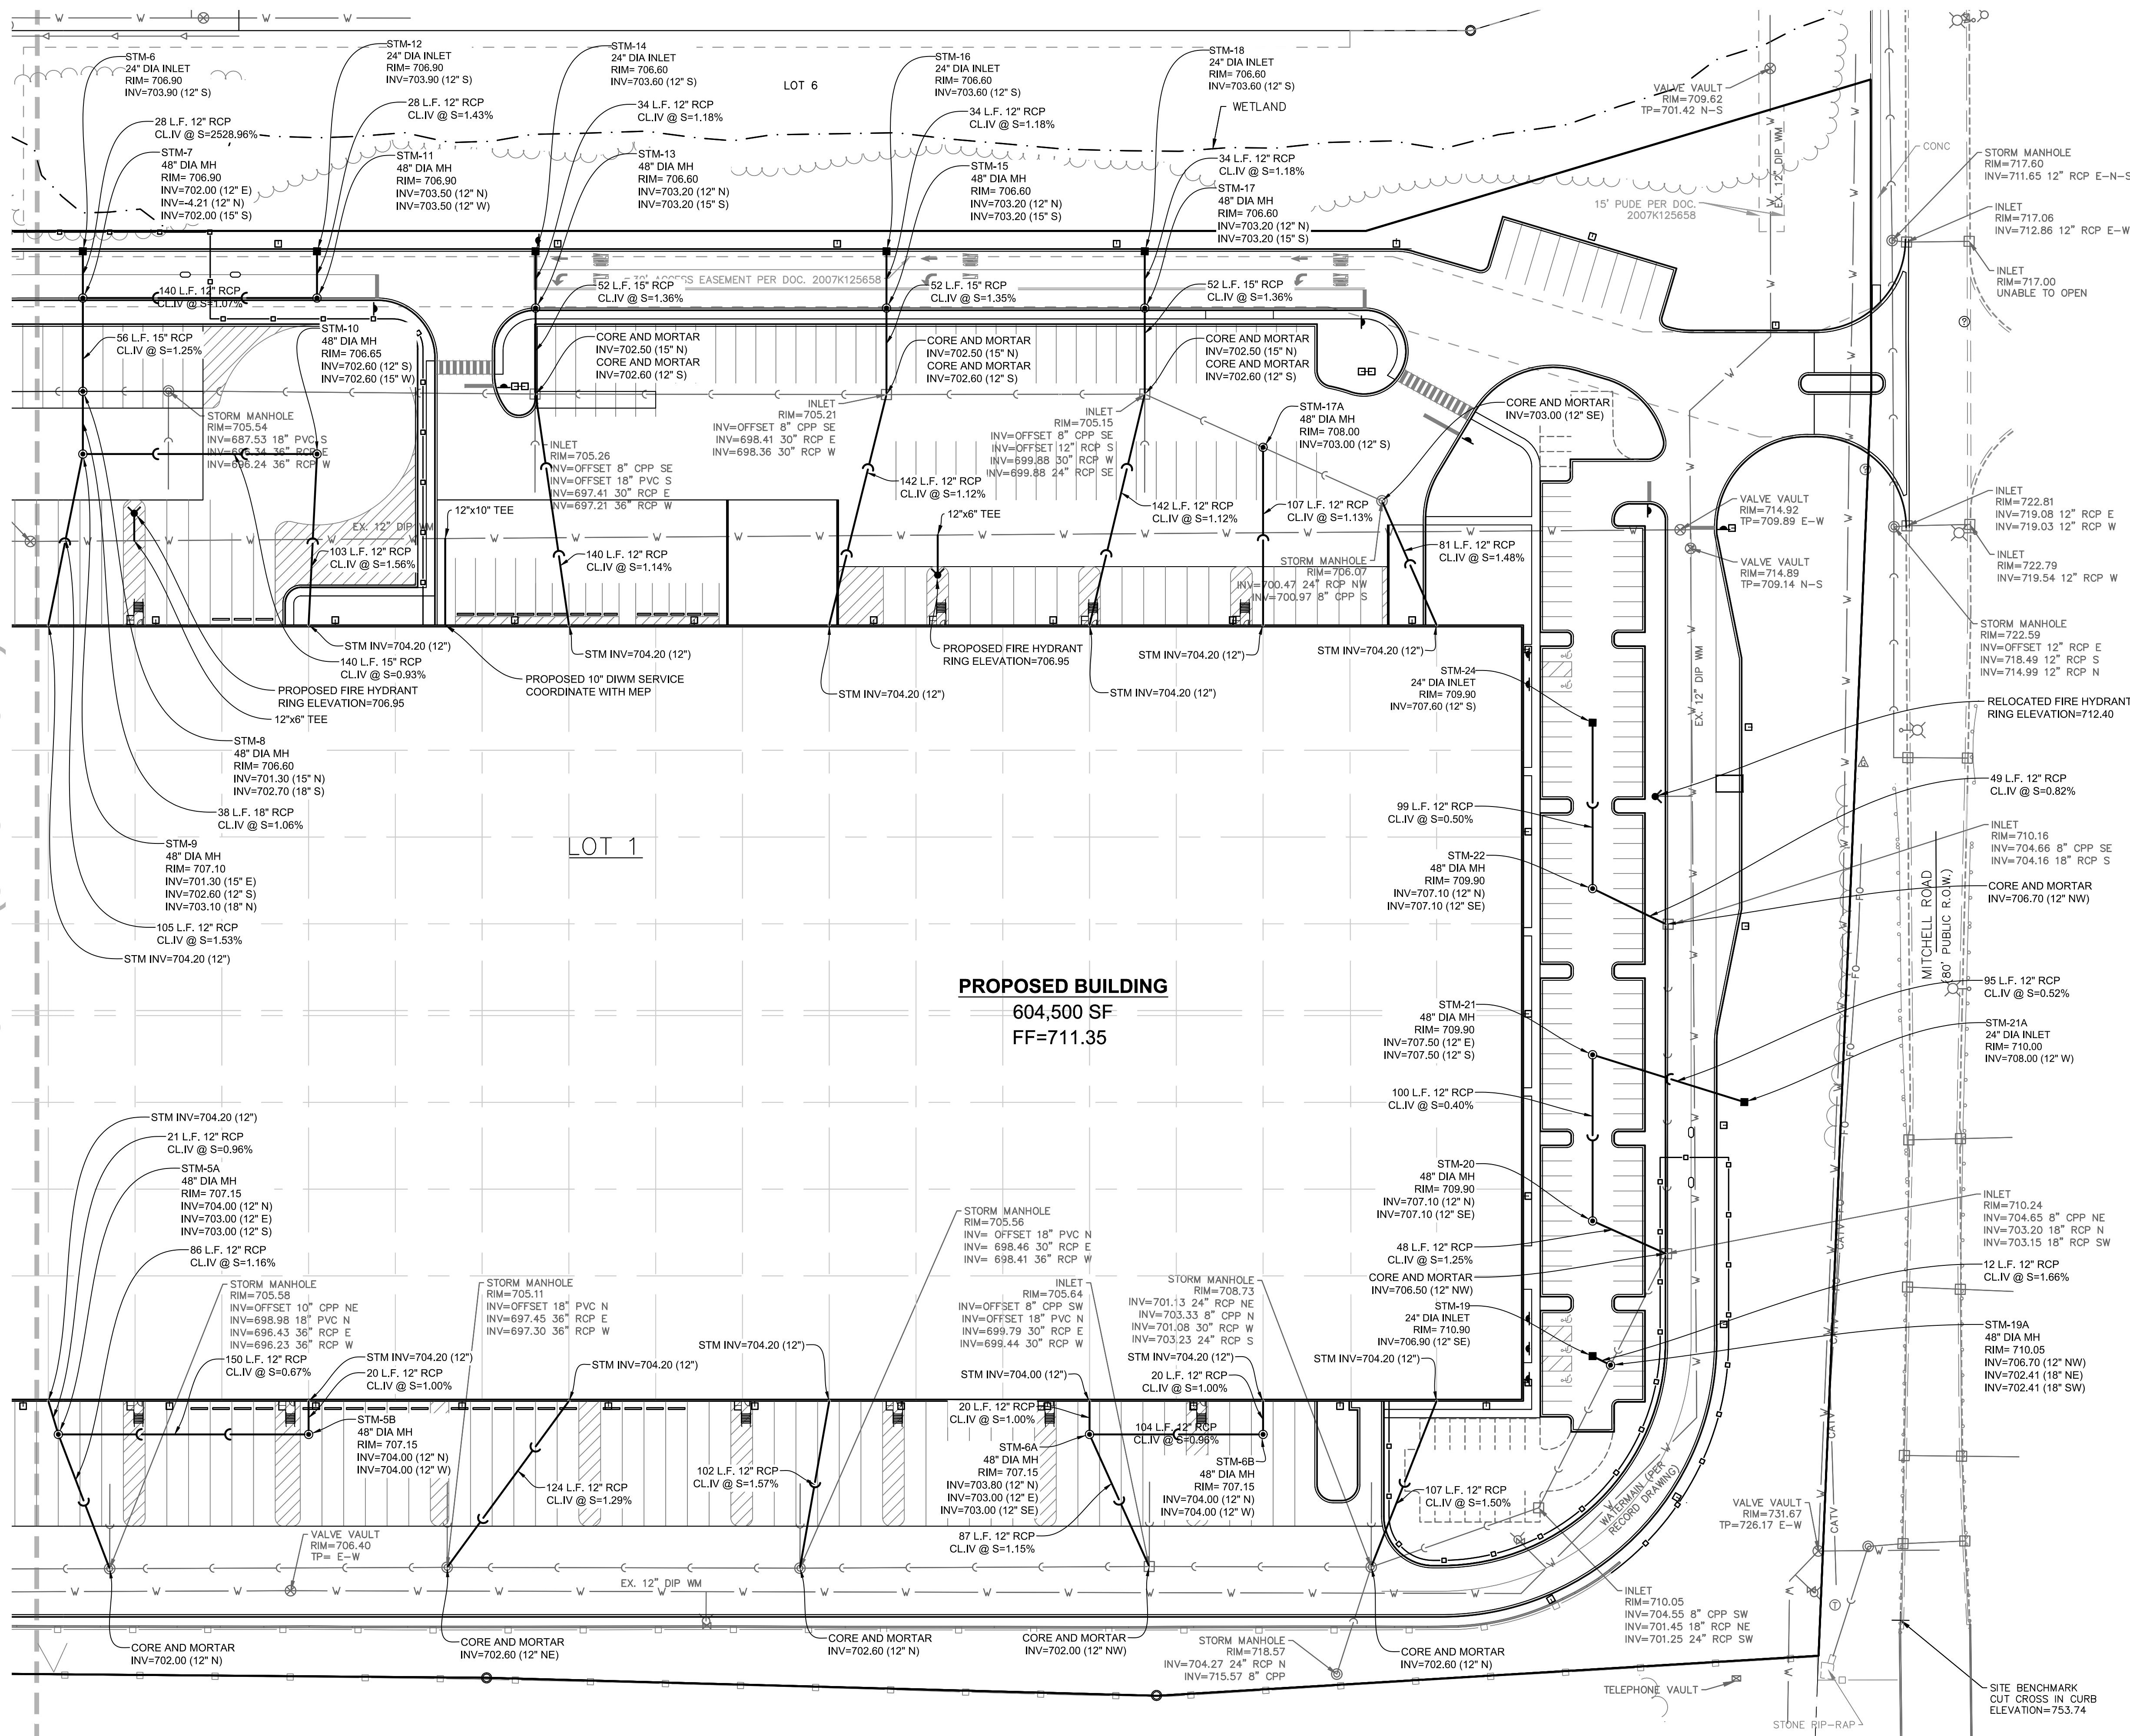 STM-6
24" DIA INLET
RIM= 706.90
INV=703.90 (12" S)
STM-12
24" DIA INLET
RIM= 706.90
INV=703.90 (12" S)
STM-14
24" DIA INLET
RIM= 706.60
INV=703.60 (12" S)
LOT 6
STM-16
24" DIA INLET
RIM= 706.60
INV=703.60 (12" S)
STM-18
24" DIA INLET
RIM= 706.60
INV=703.60 (12" S)
WETLAND
VALVE VAULT
RIM=709.62
TP=701.42 N-S
28 L.F. 12" RCP
CL.IV @ S=2528.96%
28 L.F. 12" RCP
CL.IV @ S=1.43%
34 L.F. 12" RCP
CL.IV @ S=1.18%
34 L.F. 12" RCP
CL.IV @ S=1.18%
34 L.F. 12" RCP
CL.IV @ S=1.18%
STM-7
48" DIA MH
RIM= 706.90
INV=702.00 (12" E)
INV=-4.21 (12" N)
INV=702.00 (15" S)
STM-11
48" DIA MH
RIM= 706.90
INV=703.50 (12" N)
INV=703.50 (12" W)
STM-13
48" DIA MH
RIM= 706.60
INV=703.20 (12" N)
INV=703.20 (15" S)
STM-15
48" DIA MH
RIM= 706.60
INV=703.20 (12" N)
INV=703.20 (15" S)
STM-17
48" DIA MH
RIM= 706.60
INV=703.20 (12" N)
INV=703.20 (15" S)
EX. 12" DIP WM
15' PUDE PER DOC.
2007K125658
CONC
STORM MANHOLE
RIM=717.60
INV=711.65 12" RCP E-N-S
INLET
RIM=717.06
INV=712.86 12" RCP E-W
INLET
RIM=717.00
UNABLE TO OPEN
30' ACCESS EASEMENT PER DOC. 2007K125658
140 L.F. 12" RCP
CL.IV @ S=1.07%
52 L.F. 15" RCP
CL.IV @ S=1.36%
52 L.F. 15" RCP
CL.IV @ S=1.35%
52 L.F. 15" RCP
CL.IV @ S=1.36%
56 L.F. 15" RCP
CL.IV @ S=1.25%
STM-10
48" DIA MH
RIM= 706.65
INV=702.60 (12" S)
INV=702.60 (15" W)
CORE AND MORTAR
INV=702.50 (15" N)
CORE AND MORTAR
INV=702.60 (12" S)
CORE AND MORTAR
INV=702.50 (15" N)
CORE AND MORTAR
INV=702.60 (12" S)
CORE AND MORTAR
INV=702.50 (15" N)
CORE AND MORTAR
INV=702.60 (12" S)
STORM MANHOLE
RIM=705.54
INV=687.53 18" PVC S
INV=696.34 36" RCP E
INV=696.24 36" RCP W
INLET
RIM=705.26
INV=OFFSET 8" CPP SE
INV=OFFSET 18" PVC S
INV=697.41 30" RCP E
INV=697.21 36" RCP W
INLET
RIM=705.21
INV=OFFSET 8" CPP SE
INV=698.41 30" RCP E
INV=698.36 30" RCP W
INLET
RIM=705.15
INV=OFFSET 8" CPP SE
INV=OFFSET 12" RCP S
INV=699.88 30" RCP W
INV=699.88 24" RCP SE
STM-17A
48" DIA MH
RIM= 708.00
INV=703.00 (12" S)
CORE AND MORTAR
INV=703.00 (12" SE)
142 L.F. 12" RCP
CL.IV @ S=1.12%
142 L.F. 12" RCP
CL.IV @ S=1.12%
107 L.F. 12" RCP
CL.IV @ S=1.13%
VALVE VAULT
RIM=714.92
TP=709.89 E-W
INLET
RIM=722.81
INV=719.08 12" RCP E
INV=719.03 12" RCP W
EX. 12" DIP WM
12"x10" TEE
12"x6" TEE
103 L.F. 12" RCP
CL.IV @ S=1.56%
140 L.F. 12" RCP
CL.IV @ S=1.14%
STORM MANHOLE
RIM=706.07
INV=700.47 24" RCP NW
INV=700.97 8" CPP S
81 L.F. 12" RCP
CL.IV @ S=1.48%
VALVE VAULT
RIM=714.89
TP=709.14 N-S
INLET
RIM=722.79
INV=719.54 12" RCP W
STORM MANHOLE
RIM=722.59
INV=OFFSET 12" RCP E
INV=718.49 12" RCP S
INV=714.99 12" RCP N
STM INV=704.20 (12")
140 L.F. 15" RCP
CL.IV @ S=0.93%
PROPOSED FIRE HYDRANT
RING ELEVATION=706.95
12"x6" TEE
PROPOSED 10" DIWM SERVICE
COORDINATE WITH MEP
STM INV=704.20 (12")
STM INV=704.20 (12")
PROPOSED FIRE HYDRANT
RING ELEVATION=706.95
STM INV=704.20 (12")
STM INV=704.20 (12")
STM INV=704.20 (12")
STM-24
24" DIA INLET
RIM= 709.90
INV=707.60 (12" S)
EX. 12" DIP WM
RELOCATED FIRE HYDRANT
RING ELEVATION=712.40
STM-8
48" DIA MH
RIM= 706.60
INV=701.30 (15" N)
INV=702.70 (18" S)
38 L.F. 18" RCP
CL.IV @ S=1.06%
STM-9
48" DIA MH
RIM= 707.10
INV=701.30 (15" E)
INV=702.60 (12" S)
INV=703.10 (18" N)
105 L.F. 12" RCP
CL.IV @ S=1.53%
STM INV=704.20 (12")
LOT 1
99 L.F. 12" RCP
CL.IV @ S=0.50%
49 L.F. 12" RCP
CL.IV @ S=0.82%
STM-22
48" DIA MH
RIM= 709.90
INV=707.10 (12" N)
INV=707.10 (12" SE)
INLET
RIM=710.16
INV=704.66 8" CPP SE
INV=704.16 18" RCP S
CORE AND MORTAR
INV=706.70 (12" NW)
MITCHELL ROAD
(80' PUBLIC R.O.W.)
PROPOSED BUILDING
604,500 SF
FF=711.35
STM-21
48" DIA MH
RIM= 709.90
INV=707.50 (12" E)
INV=707.50 (12" S)
95 L.F. 12" RCP
CL.IV @ S=0.52%
STM-21A
24" DIA INLET
RIM= 710.00
INV=708.00 (12" W)
100 L.F. 12" RCP
CL.IV @ S=0.40%
STM-20
48" DIA MH
RIM= 709.90
INV=707.10 (12" N)
INV=707.10 (12" SE)
INLET
RIM=710.24
INV=704.65 8" CPP NE
INV=703.20 18" RCP N
INV=703.15 18" RCP SW
48 L.F. 12" RCP
CL.IV @ S=1.25%
CORE AND MORTAR
INV=706.50 (12" NW)
12 L.F. 12" RCP
CL.IV @ S=1.66%
STM-19
24" DIA INLET
RIM= 710.90
INV=706.90 (12" SE)
STM-19A
48" DIA MH
RIM= 710.05
INV=706.70 (12" NW)
INV=702.41 (18" NE)
INV=702.41 (18" SW)
STM INV=704.20 (12")
21 L.F. 12" RCP
CL.IV @ S=0.96%
STM-5A
48" DIA MH
RIM= 707.15
INV=704.00 (12" N)
INV=703.00 (12" E)
INV=703.00 (12" S)
86 L.F. 12" RCP
CL.IV @ S=1.16%
STORM MANHOLE
RIM=705.58
INV=OFFSET 10" CPP NE
INV=698.98 18" PVC N
INV=696.43 36" RCP E
INV=696.23 36" RCP W
STORM MANHOLE
RIM=705.11
INV=OFFSET 18" PVC N
INV=697.45 36" RCP E
INV=697.30 36" RCP W
STORM MANHOLE
RIM=705.56
INV= OFFSET 18" PVC N
INV= 698.46 30" RCP E
INV= 698.41 36" RCP W
INLET
RIM=705.64
INV=OFFSET 8" CPP SW
INV=OFFSET 18" PVC N
INV=699.79 30" RCP E
INV=699.44 30" RCP W
STORM MANHOLE
RIM=708.73
INV=701.13 24" RCP NE
INV=703.33 8" CPP N
INV=701.08 30" RCP W
INV=703.23 24" RCP S
150 L.F. 12" RCP
CL.IV @ S=0.67%
STM INV=704.20 (12")
20 L.F. 12" RCP
CL.IV @ S=1.00%
STM INV=704.20 (12")
STM INV=704.20 (12")
STM INV=704.00 (12")
STM INV=704.20 (12")
20 L.F. 12" RCP
CL.IV @ S=1.00%
STM INV=704.20 (12")
STM-5B
48" DIA MH
RIM= 707.15
INV=704.00 (12" N)
INV=704.00 (12" W)
20 L.F. 12" RCP
CL.IV @ S=1.00%
104 L.F. 12" RCP
CL.IV @ S=0.96%
STM-6A
48" DIA MH
RIM= 707.15
INV=703.80 (12" N)
INV=703.00 (12" E)
INV=703.00 (12" SE)
STM-6B
48" DIA MH
RIM= 707.15
INV=704.00 (12" N)
INV=704.00 (12" W)
124 L.F. 12" RCP
CL.IV @ S=1.29%
102 L.F. 12" RCP
CL.IV @ S=1.57%
87 L.F. 12" RCP
CL.IV @ S=1.15%
107 L.F. 12" RCP
CL.IV @ S=1.50%
WATERMAIN (PER
RECORD DRAWING)
VALVE VAULT
RIM=731.67
TP=726.17 E-W
VALVE VAULT
RIM=706.40
TP= E-W
EX. 12" DIP WM
INLET
RIM=710.05
INV=704.55 8" CPP SW
INV=701.45 18" RCP NE
INV=701.25 24" RCP SW
CORE AND MORTAR
INV=702.00 (12" N)
CORE AND MORTAR
INV=702.60 (12" NE)
CORE AND MORTAR
INV=702.60 (12" N)
CORE AND MORTAR
INV=702.00 (12" NW)
STORM MANHOLE
RIM=718.57
INV=704.27 24" RCP N
INV=715.57 8" CPP
CORE AND MORTAR
INV=702.60 (12" N)
TELEPHONE VAULT
STONE RIP-RAP
SITE BENCHMARK
CUT CROSS IN CURB
ELEVATION=753.74